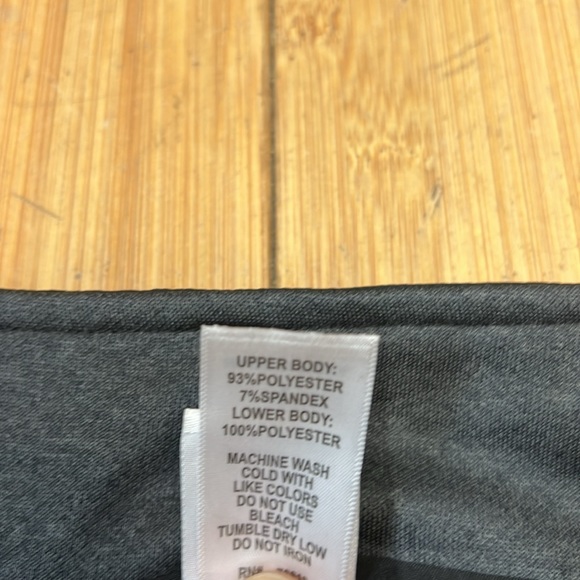 UPPER BODY:
93%POLYESTER
7%SPANDEX
LOWER BODY:
100%POLYESTER
MACHINE WASH
COLD WITH
LIKE COLORS
DO NOT USE
BLEACH
TUMBLE DRY LOW
DO NOT IRON
RN#